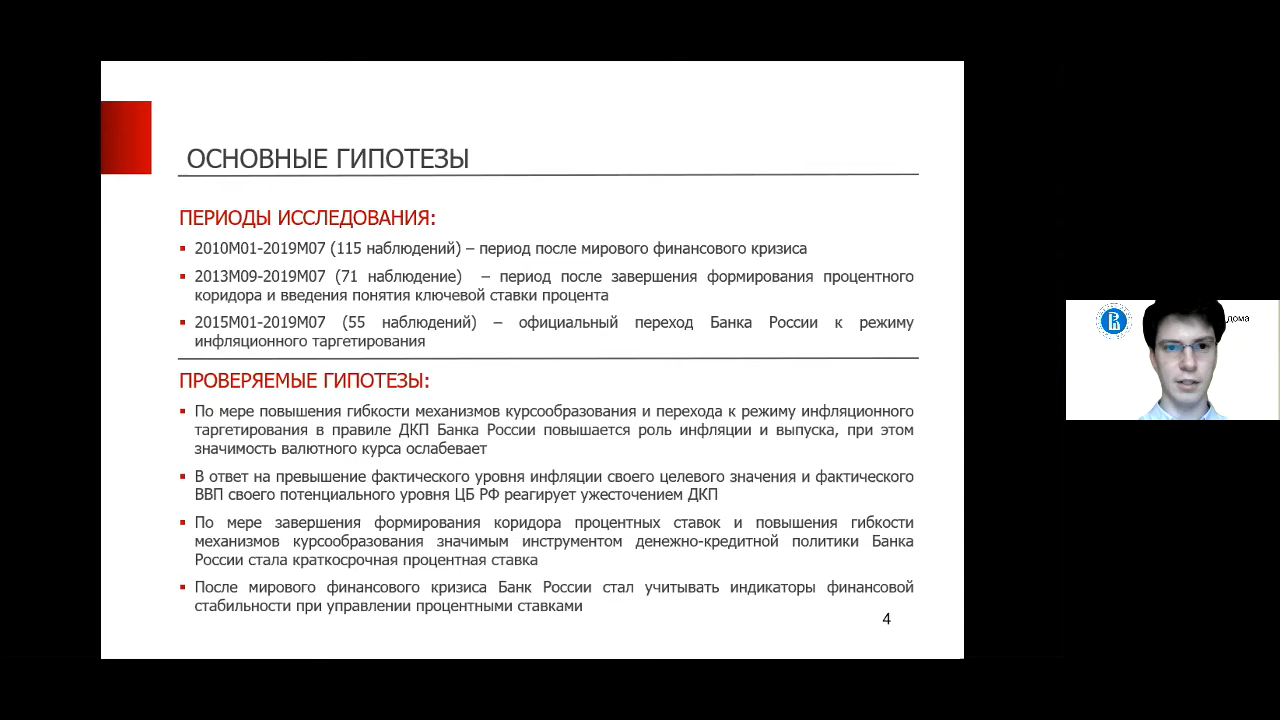 ОСНОВНЫЕ ГИПОТЕЗЫ
ПЕРИОДЫ ИССЛЕДОВАНИЯ:
▪ 2010M01-2019M07 (115 наблюдений) – период после мирового финансового кризиса
▪ 2013M09-2019M07 (71 наблюдение) – период после завершения формирования процентного
коридора и введения понятия ключевой ставки процента
▪ 2015M01-2019M07 (55 наблюдений) – официальный переход Банка России к режиму
инфляционного таргетирования
ПРОВЕРЯЕМЫЕ ГИПОТЕЗЫ:
▪ По мере повышения гибкости механизмов курсообразования и перехода к режиму инфляционного
таргетирования в правиле ДКП Банка России повышается роль инфляции и выпуска, при этом
значимость валютного курса ослабевает
▪ В ответ на превышение фактического уровня инфляции своего целевого значения и фактического
ВВП своего потенциального уровня ЦБ РФ реагирует ужесточением ДКП
▪ По мере завершения формирования коридора процентных ставок и повышения гибкости
механизмов курсообразования значимым инструментом денежно-кредитной политики Банка
России стала краткосрочная процентная ставка
▪ После мирового финансового кризиса Банк России стал учитывать индикаторы финансовой
стабильности при управлении процентными ставками
4
дома